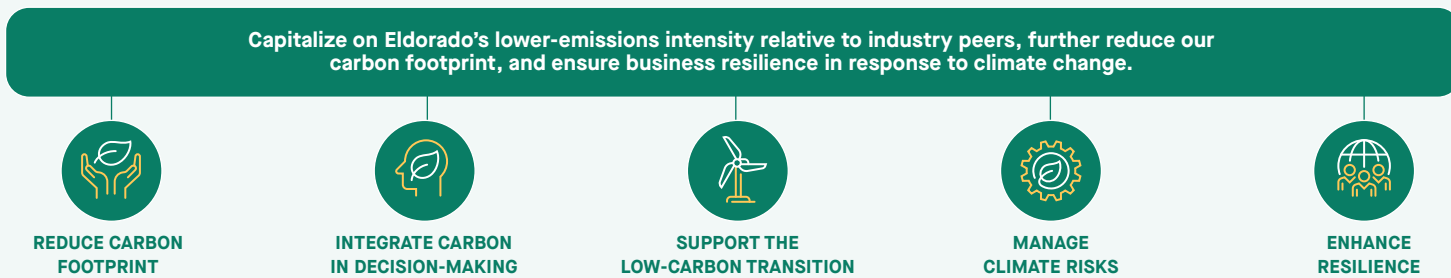 Capitalize on Eldorado's lower-emissions intensity relative to industry peers, further reduce our
carbon footprint, and ensure business resilience in response to climate change.
REDUCE CARBON
FOOTPRINT
INTEGRATE CARBON
IN DECISION-MAKING
SUPPORT THE
LOW-CARBON TRANSITION
MANAGE
CLIMATE RISKS
ENHANCE
RESILIENCE